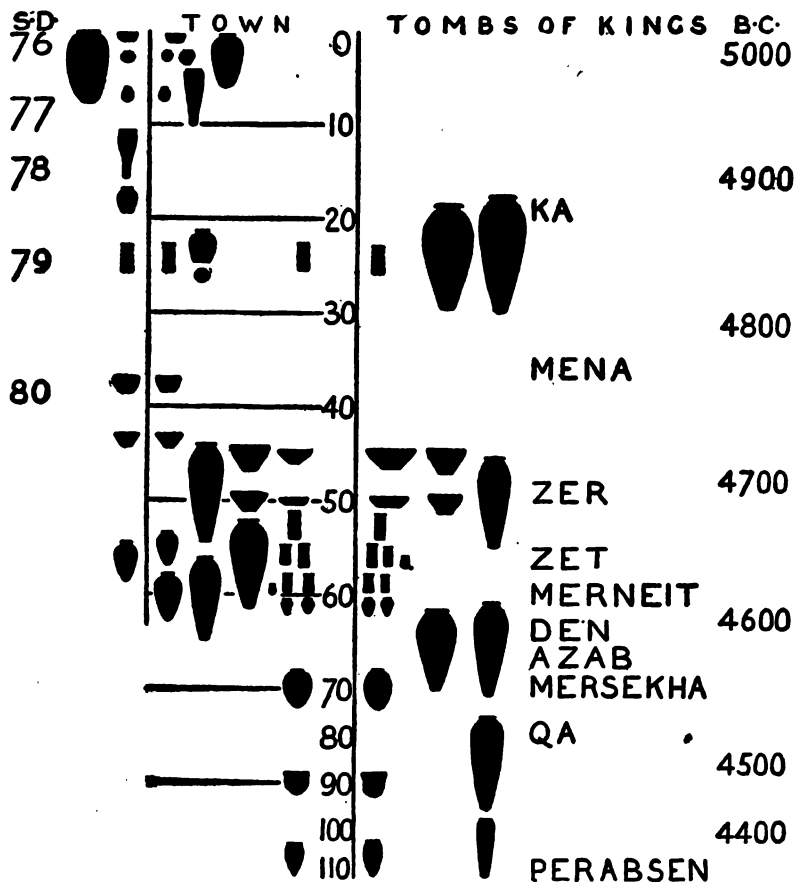 S·D· TOWN TOMBS OF KINGS B·C·
76 0 5000
77 10
78 4900
20 KA
79
30 4800
MENA
80
40
4700
50 ZER
ZET
60 MERNEIT
4600
DEN
AZAB
70 MERSEKHA
80 QA
4500
90
100 4400
110 PERABSEN